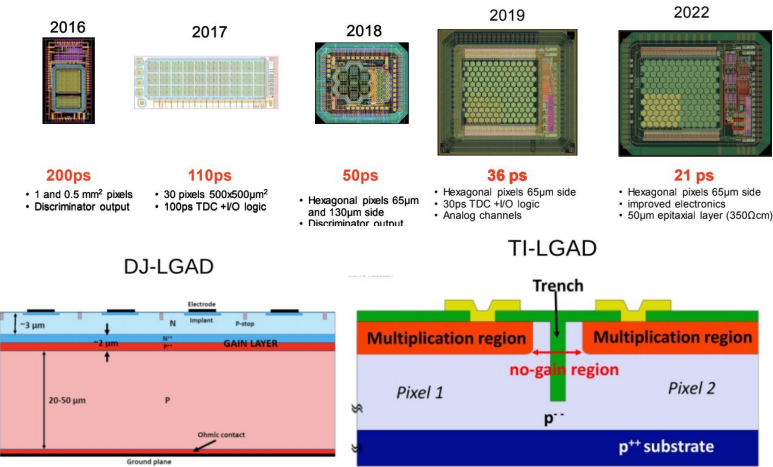 2016
2017
2018
2019
2022
200ps
• 1 and 0.5 mm² pixels
• Discriminator output
110ps
• 30 pixels 500x500µm²
• 100ps TDC +I/O logic
50ps
• Hexagonal pixels 65µm
and 130µm side
• Discriminator output
36 ps
• Hexagonal pixels 65µm side
• 30ps TDC +I/O logic
• Analog channels
21 ps
• Hexagonal pixels 65µm side
• improved electronics
• 50µm epitaxial layer (350Ωcm)
DJ-LGAD
Electrode
Implant
P-stop
~3 µm
N
N⁺⁺
~2 µm
P⁺⁺
GAIN LAYER
20-50 µm
P
Ohmic contact
Ground plane
TI-LGAD
Trench
Multiplication region
Multiplication region
no-gain region
Pixel 1
Pixel 2
p⁻⁻
p⁺⁺ substrate